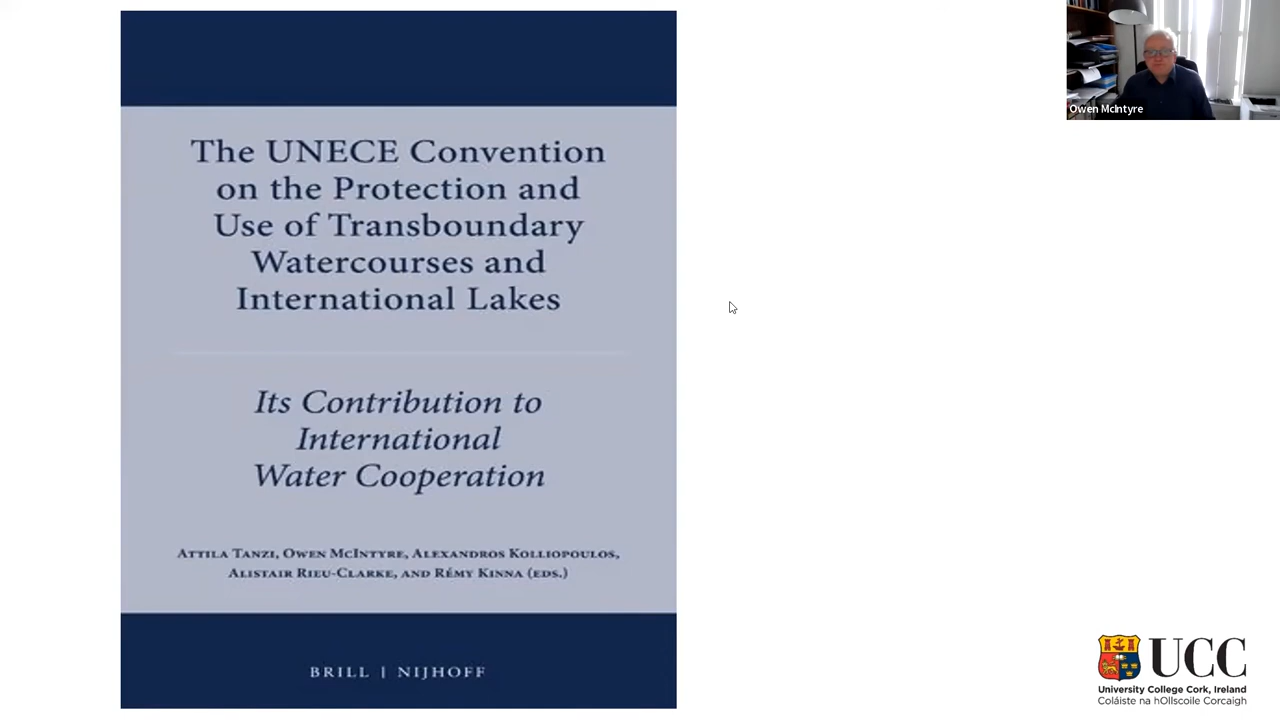 The UNECE Convention
on the Protection and
Use of Transboundary
Watercourses and
International Lakes
Its Contribution to
International
Water Cooperation
ATTILA TANZI, OWEN MCINTYRE, ALEXANDROS KOLLIOPOULOS,
ALISTAIR RIEU-CLARKE, AND RÉMY KINNA (EDS.)
BRILL | NIJHOFF
Owen McIntyre
UCC
University College Cork, Ireland
Coláiste na hOllscoile Corcaigh